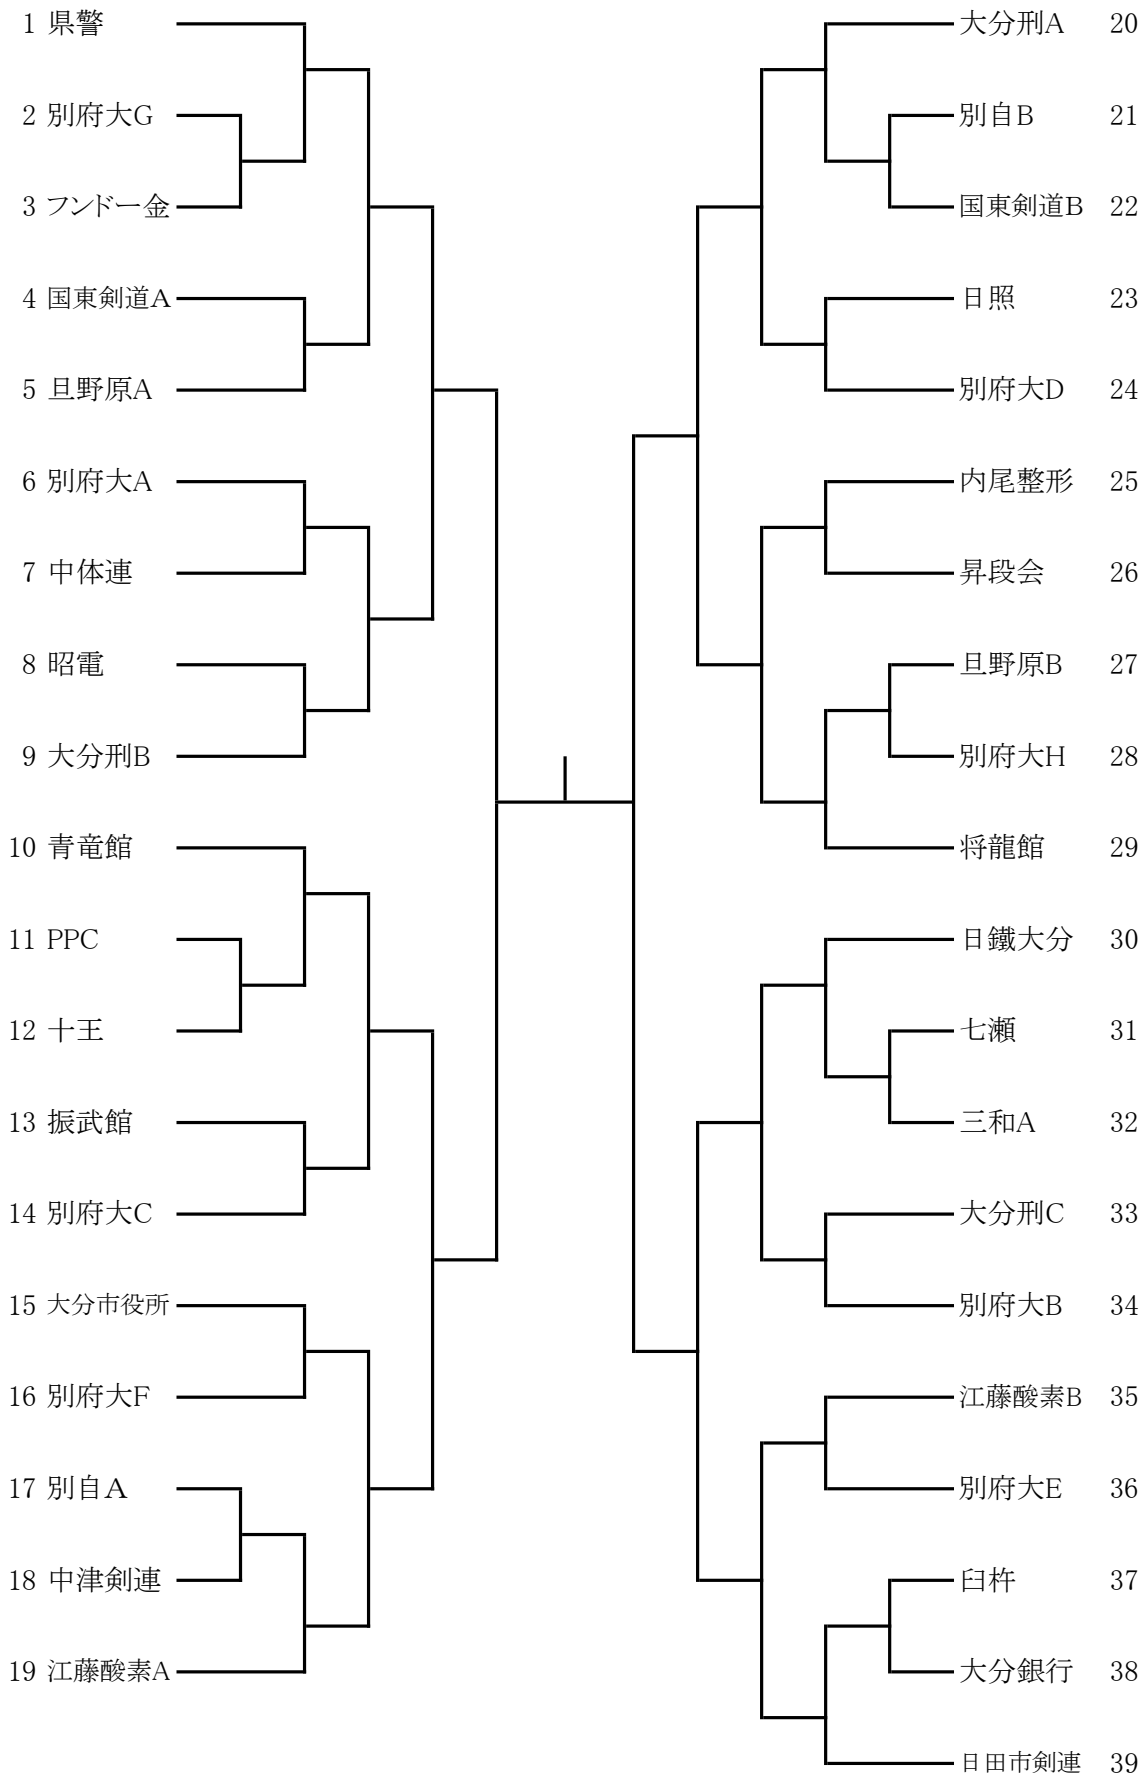 1 県警
2 別府大G
3 フンドー金
4 国東剣道A
5 旦野原A
6 別府大A
7 中体連
8 昭電
9 大分刑B
10 青竜館
11 PPC
12 十王
13 振武館
14 別府大C
15 大分市役所
16 別府大F
17 別自A
18 中津剣連
19 江藤酸素A
大分刑A 20
別自B 21
国東剣道B 22
日照 23
別府大D 24
内尾整形 25
昇段会 26
旦野原B 27
別府大H 28
将龍館 29
日鐵大分 30
七瀬 31
三和A 32
大分刑C 33
別府大B 34
江藤酸素B 35
別府大E 36
臼杵 37
大分銀行 38
日田市剣連 39